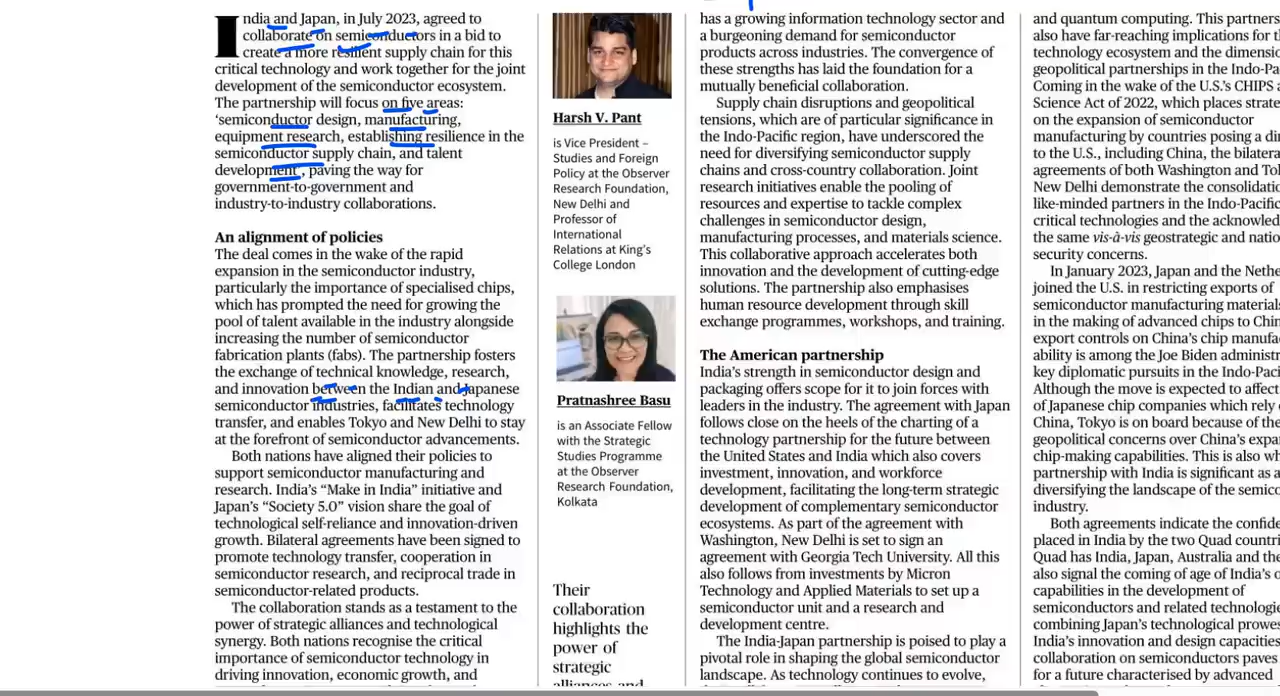 India and Japan, in July 2023, agreed to
collaborate on semiconductors in a bid to
create a more resilient supply chain for this
critical technology and work together for the joint
development of the semiconductor ecosystem.
The partnership will focus on five areas:
‘semiconductor design, manufacturing,
equipment research, establishing resilience in the
semiconductor supply chain, and talent
development’, paving the way for
government-to-government and
industry-to-industry collaborations.
An alignment of policies
The deal comes in the wake of the rapid
expansion in the semiconductor industry,
particularly the importance of specialised chips,
which has prompted the need for growing the
pool of talent available in the industry alongside
increasing the number of semiconductor
fabrication plants (fabs). The partnership fosters
the exchange of technical knowledge, research,
and innovation between the Indian and Japanese
semiconductor industries, facilitates technology
transfer, and enables Tokyo and New Delhi to stay
at the forefront of semiconductor advancements.
Both nations have aligned their policies to
support semiconductor manufacturing and
research. India’s “Make in India” initiative and
Japan’s “Society 5.0” vision share the goal of
technological self-reliance and innovation-driven
growth. Bilateral agreements have been signed to
promote technology transfer, cooperation in
semiconductor research, and reciprocal trade in
semiconductor-related products.
The collaboration stands as a testament to the
power of strategic alliances and technological
synergy. Both nations recognise the critical
importance of semiconductor technology in
driving innovation, economic growth, and
Harsh V. Pant
is Vice President –
Studies and Foreign
Policy at the Observer
Research Foundation,
New Delhi and
Professor of
International
Relations at King’s
College London
Pratnashree Basu
is an Associate Fellow
with the Strategic
Studies Programme
at the Observer
Research Foundation,
Kolkata
Their
collaboration
highlights the
power of
strategic
alliances and
has a growing information technology sector and
a burgeoning demand for semiconductor
products across industries. The convergence of
these strengths has laid the foundation for a
mutually beneficial collaboration.
Supply chain disruptions and geopolitical
tensions, which are of particular significance in
the Indo-Pacific region, have underscored the
need for diversifying semiconductor supply
chains and cross-country collaboration. Joint
research initiatives enable the pooling of
resources and expertise to tackle complex
challenges in semiconductor design,
manufacturing processes, and materials science.
This collaborative approach accelerates both
innovation and the development of cutting-edge
solutions. The partnership also emphasises
human resource development through skill
exchange programmes, workshops, and training.
The American partnership
India’s strength in semiconductor design and
packaging offers scope for it to join forces with
leaders in the industry. The agreement with Japan
follows close on the heels of the charting of a
technology partnership for the future between
the United States and India which also covers
investment, innovation, and workforce
development, facilitating the long-term strategic
development of complementary semiconductor
ecosystems. As part of the agreement with
Washington, New Delhi is set to sign an
agreement with Georgia Tech University. All this
also follows from investments by Micron
Technology and Applied Materials to set up a
semiconductor unit and a research and
development centre.
The India-Japan partnership is poised to play a
pivotal role in shaping the global semiconductor
landscape. As technology continues to evolve,
and quantum computing. This partners
also have far-reaching implications for t
technology ecosystem and the dimensio
geopolitical partnerships in the Indo-Pa
Coming in the wake of the U.S.’s CHIPS a
Science Act of 2022, which places strate
on the expansion of semiconductor
manufacturing by countries posing a di
to the U.S., including China, the bilatera
agreements of both Washington and Tol
New Delhi demonstrate the consolidatio
like-minded partners in the Indo-Pacific
critical technologies and the acknowled
the same vis-à-vis geostrategic and natio
security concerns.
In January 2023, Japan and the Nethe
joined the U.S. in restricting exports of
semiconductor manufacturing material
in the making of advanced chips to Chin
export controls on China’s chip manufa
ability is among the Joe Biden administr
key diplomatic pursuits in the Indo-Paci
Although the move is expected to affect
of Japanese chip companies which rely
China, Tokyo is on board because of the
geopolitical concerns over China’s expa
chip-making capabilities. This is also wh
partnership with India is significant as a
diversifying the landscape of the semico
industry.
Both agreements indicate the confide
placed in India by the two Quad countri
Quad has India, Japan, Australia and the
also signal the coming of age of India’s
capabilities in the development of
semiconductors and related technologie
combining Japan’s technological prowes
India’s innovation and design capacities
collaboration on semiconductors paves
for a future characterised by advanced